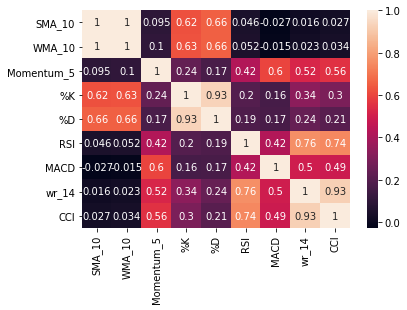 SMA_10 1 1 0.095 0.62 0.66 0.046 -0.027 0.016 0.027
WMA_10 1 1 0.1 0.63 0.66 0.052 -0.015 0.023 0.034
Momentum_5 0.095 0.1 1 0.24 0.17 0.42 0.6 0.52 0.56
%K 0.62 0.63 0.24 1 0.93 0.2 0.16 0.34 0.3
%D 0.66 0.66 0.17 0.93 1 0.19 0.17 0.24 0.21
RSI 0.046 0.052 0.42 0.2 0.19 1 0.42 0.76 0.74
MACD -0.027 -0.015 0.6 0.16 0.17 0.42 1 0.5 0.49
wr_14 0.016 0.023 0.52 0.34 0.24 0.76 0.5 1 0.93
CCI 0.027 0.034 0.56 0.3 0.21 0.74 0.49 0.93 1
SMA_10
WMA_10
Momentum_5
%K
%D
RSI
MACD
wr_14
CCI
1.0
0.8
0.6
0.4
0.2
0.0